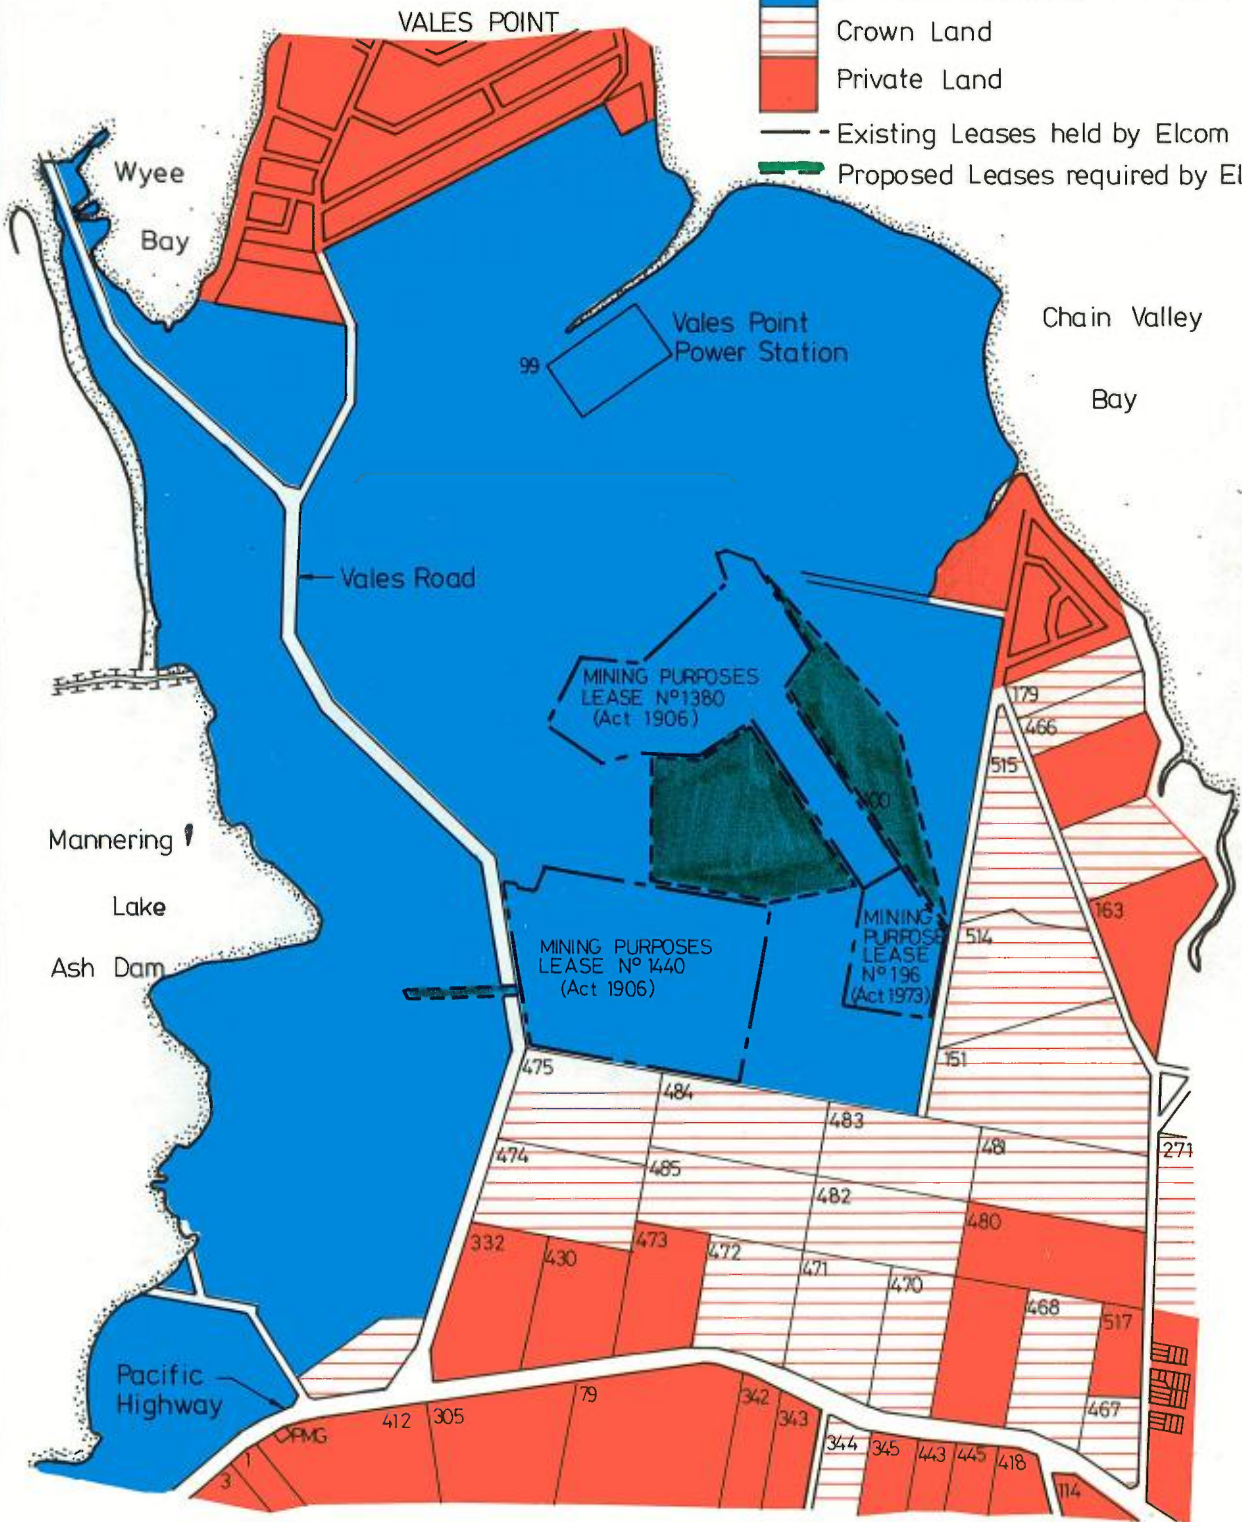 VALES POINT
Crown Land
Private Land
Existing Leases held by Elcom
Proposed Leases required by
Wyee
Bay
Vales Point
Power Station
99
Chain Valley
Bay
Vales Road
MINING PURPOSES
LEASE Nº1380
(Act 1906)
179
466
515
100
Mannering
Lake
Ash Dam
163
MINING PURPOSES
LEASE Nº 1440
(Act 1906)
MINING
PURPOSE
LEASE
Nº 196
(Act 1973)
514
151
475
484
483
481
271
474
485
482
480
332
430
473
472
471
470
468
517
467
Pacific
Highway
PMG
412
305
79
342
343
344
345
443
445
418
114
1
3